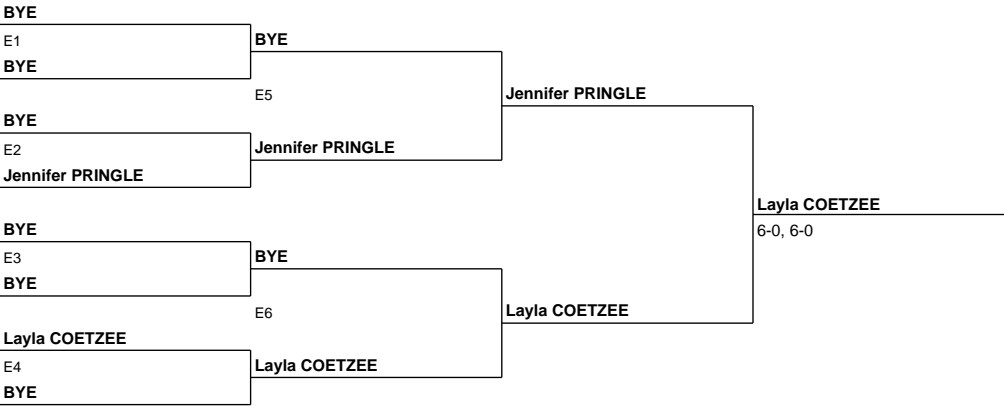 BYE
E1
BYE
BYE
E5
BYE
E2
Jennifer PRINGLE
Jennifer PRINGLE
Jennifer PRINGLE
BYE
E3
BYE
BYE
E6
Layla COETZEE
E4
BYE
Layla COETZEE
Layla COETZEE
Layla COETZEE
6-0, 6-0